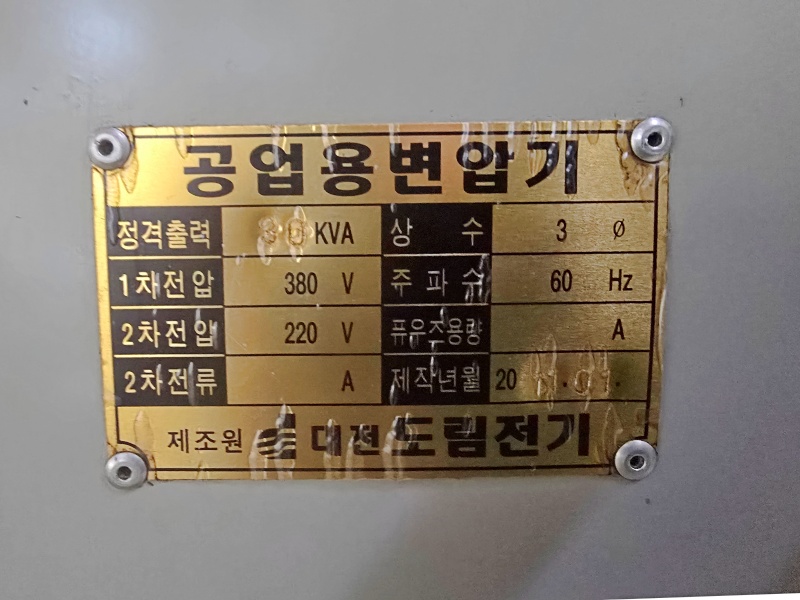 공업용변압기
정격출력 KVA 상 수 3 Ø
1차전압 380 V 주 파 수 60 Hz
2차전압 220 V 퓨우즈용량 A
2차전류 A 제작년월 20
제조원 대전 도림전기